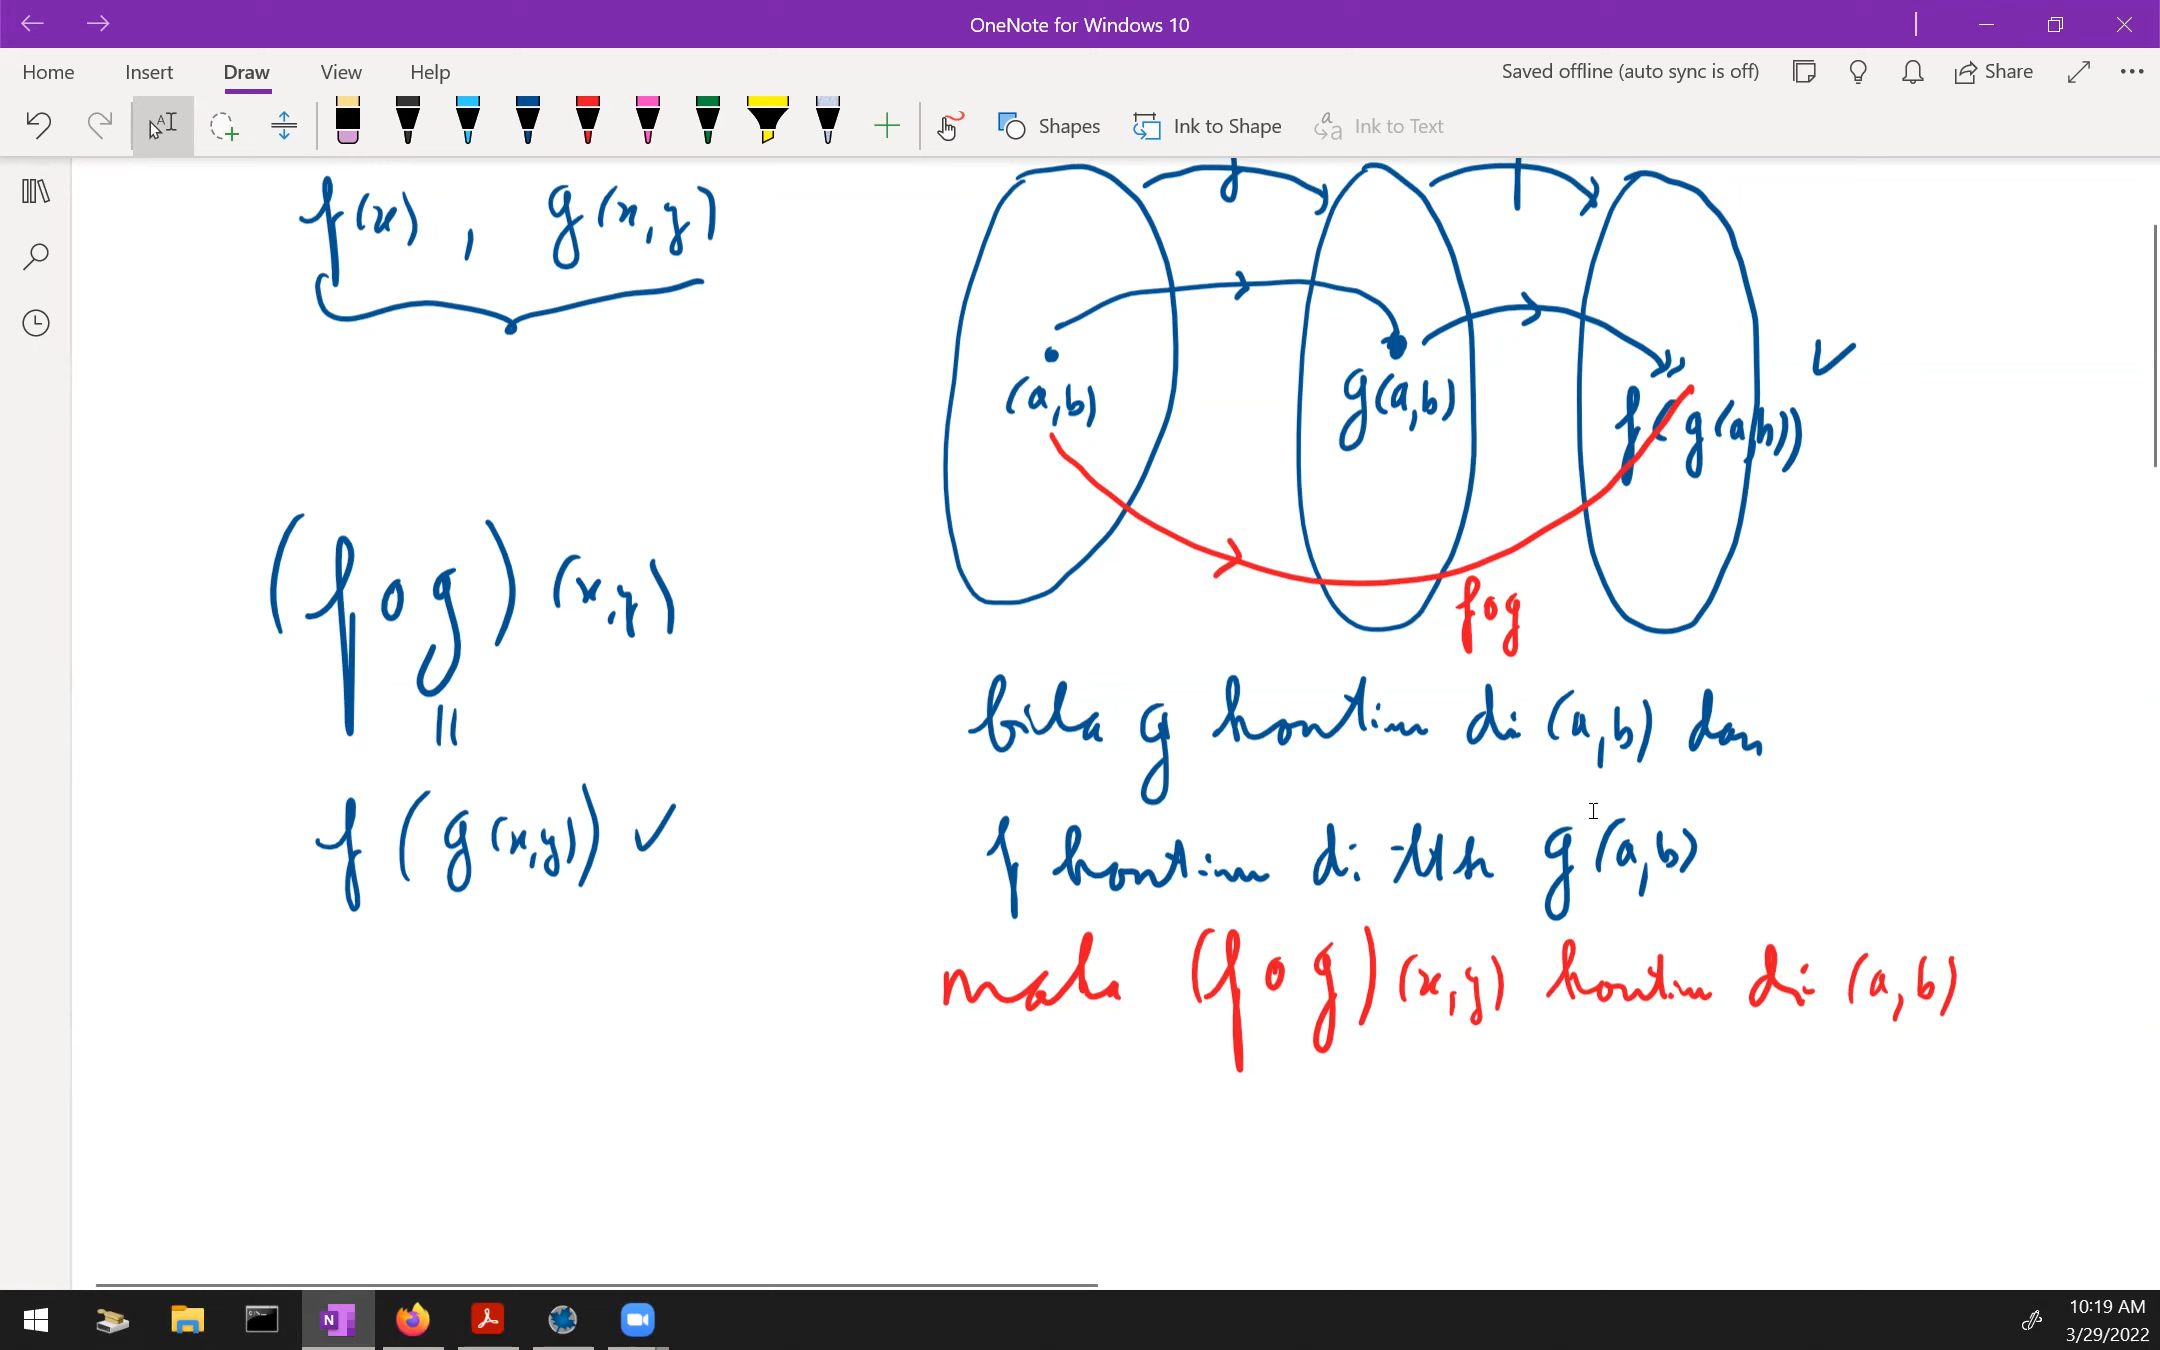 OneNote for Windows 10
Home Insert Draw View Help
Saved offline (auto sync is off) Share
Shapes Ink to Shape Ink to Text
f(x) , g(x,y)
g f
(a,b) g(a,b) f(g(a,b))
fog
(f o g)(x,y)
||
f(g(x,y))
bila g kontinu di (a,b) dan
f kontinu di ttk g(a,b)
maka (f o g)(x,y) kontinu di (a,b)
10:19 AM
3/29/2022